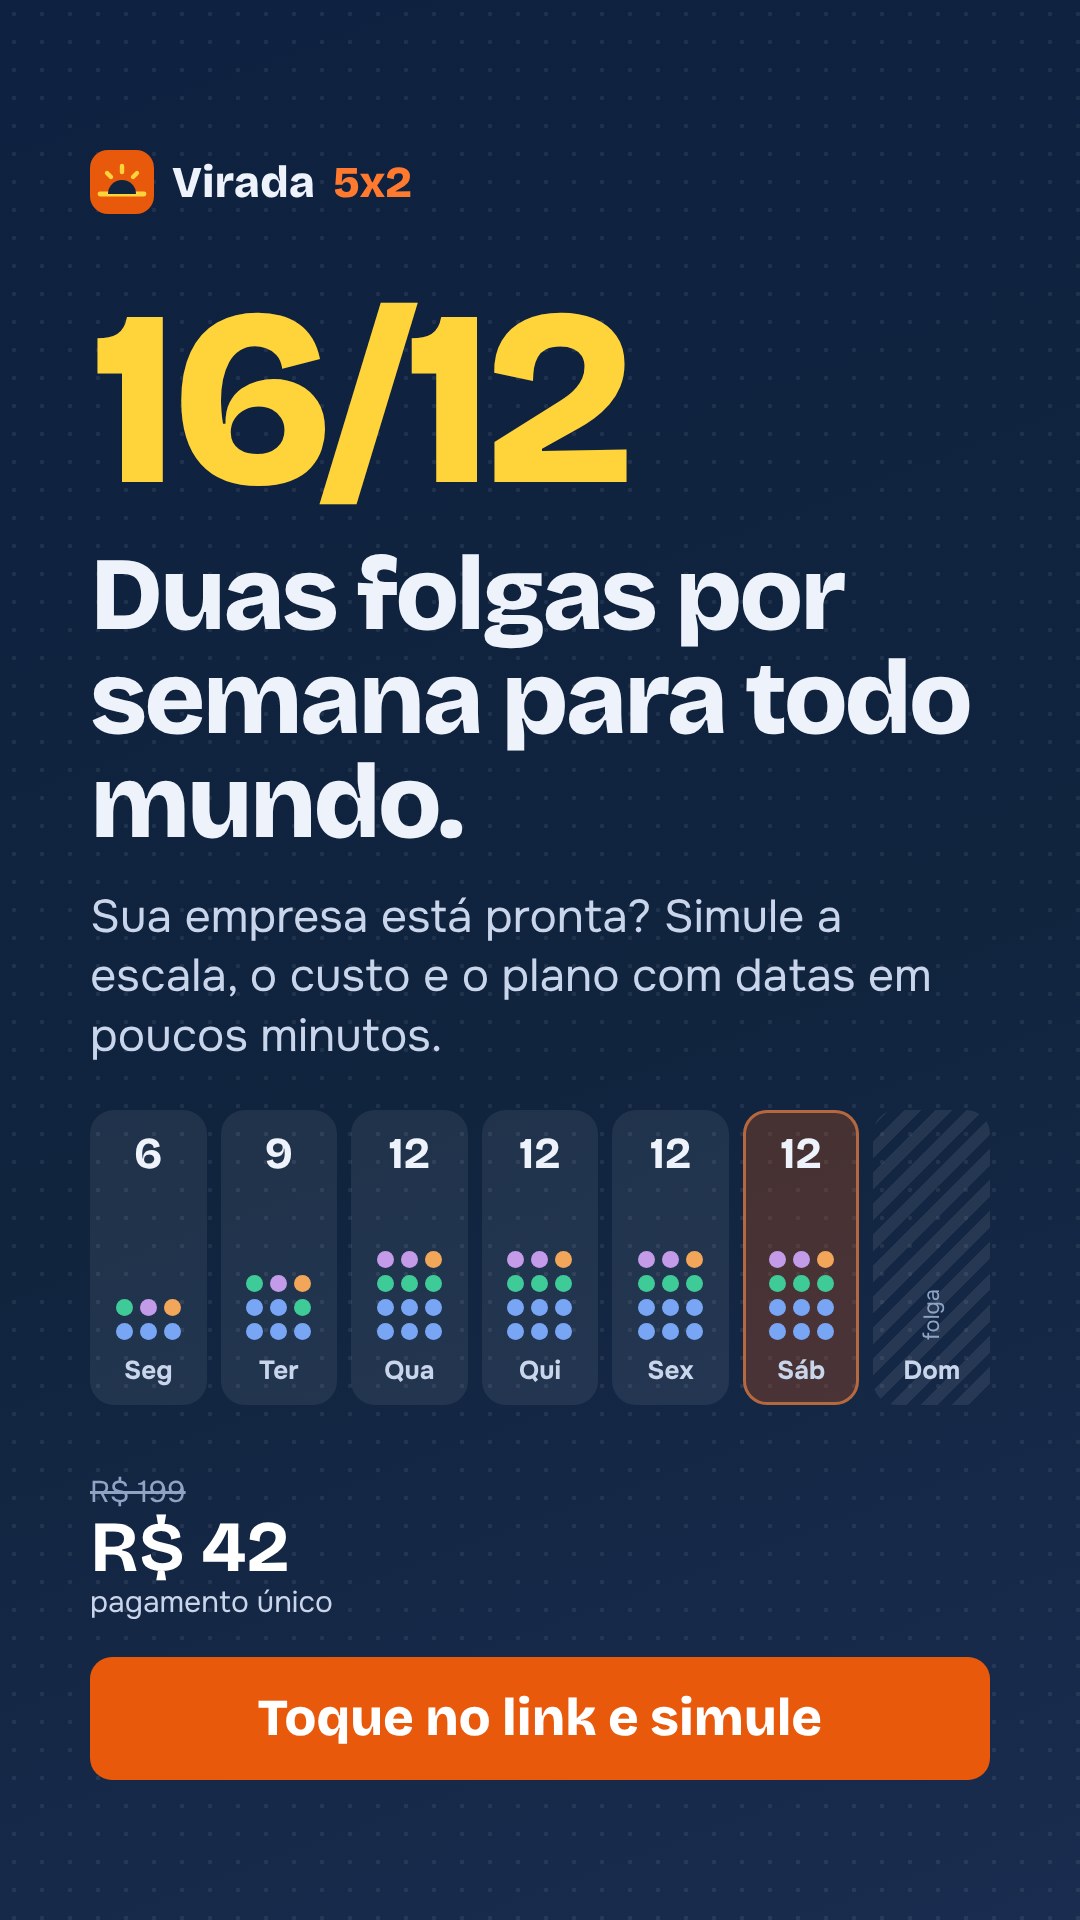 Virada 5x2
16/12
Duas folgas por
semana para todo
mundo.
Sua empresa está pronta? Simule a
escala, o custo e o plano com datas em
poucos minutos.
6 9 12 12 12 12
folga
Seg Ter Qua Qui Sex Sáb Dom
R$ 199
R$ 42
pagamento único
Toque no link e simule